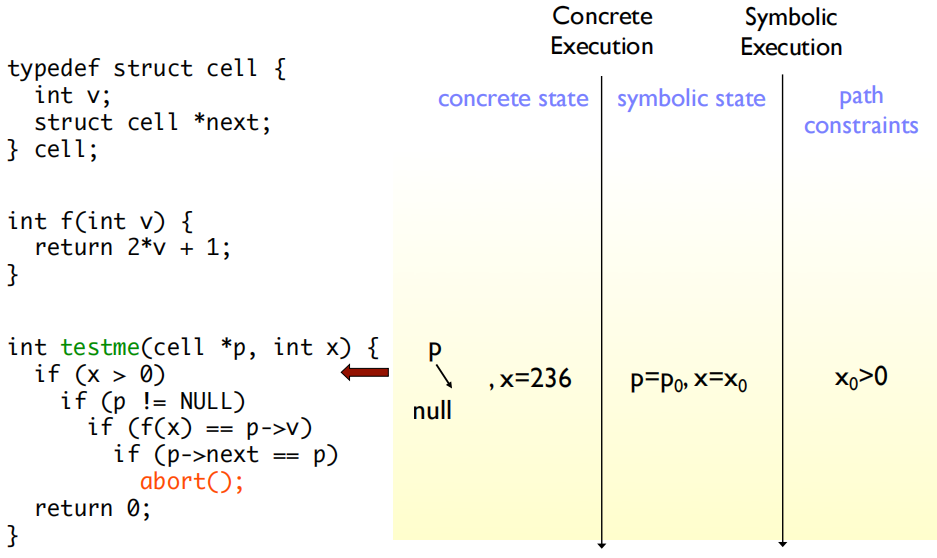 Concrete Execution
Symbolic Execution
typedef struct cell {
  int v;
  struct cell *next;
} cell;
concrete state
symbolic state
path constraints
int f(int v) {
  return 2*v + 1;
}
int testme(cell *p, int x) {
  if (x > 0)
    if (p != NULL)
      if (f(x) == p->v)
        if (p->next == p)
          abort();
  return 0;
}
p
null
, x=236
p=p₀, x=x₀
x₀>0